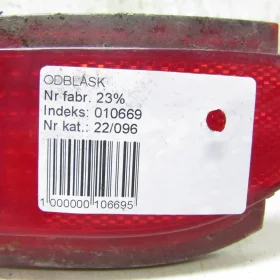 ODBLASK
Nr fabr. 23%
Indeks: 010669
Nr kat.: 22/096
1 000000 106695